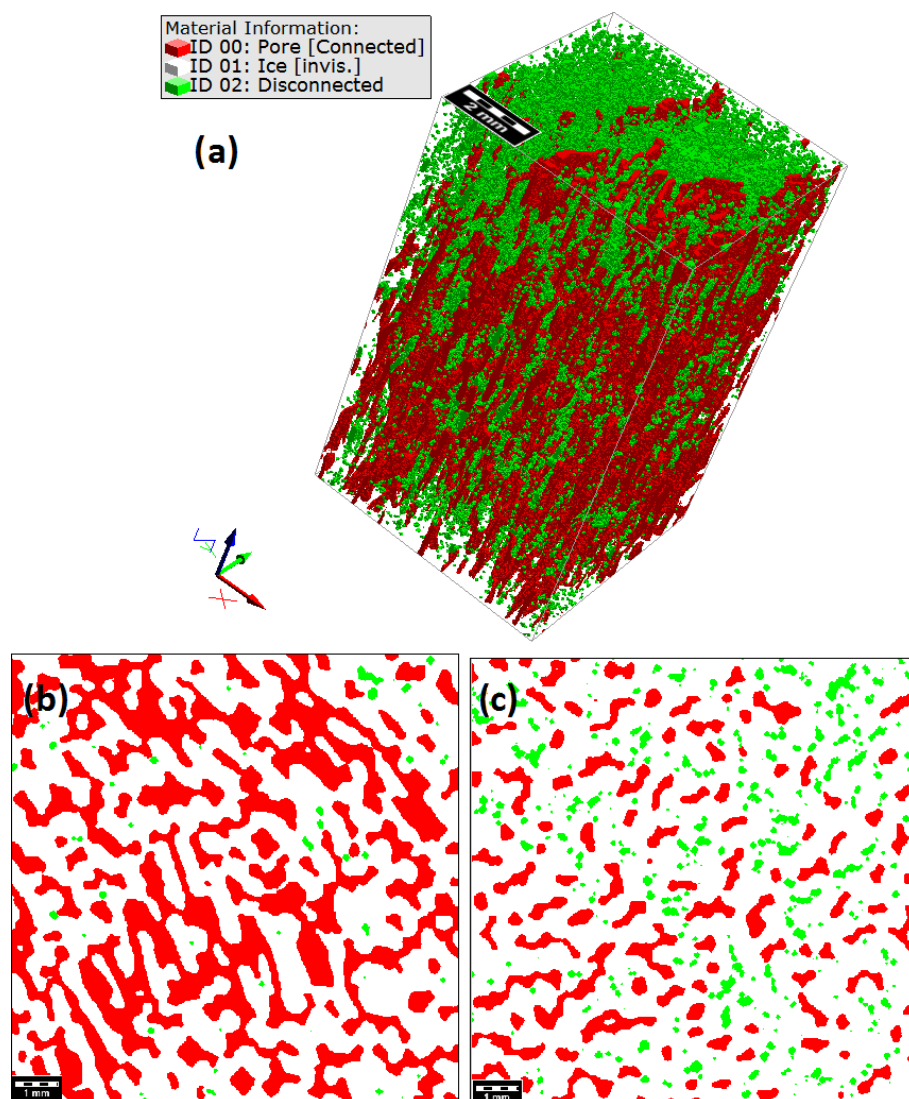 Material Information:
ID 00: Pore [Connected]
ID 01: Ice [invis.]
ID 02: Disconnected
2 mm
(a)
Z
Y
X
(b)
(c)
1 mm
1 mm